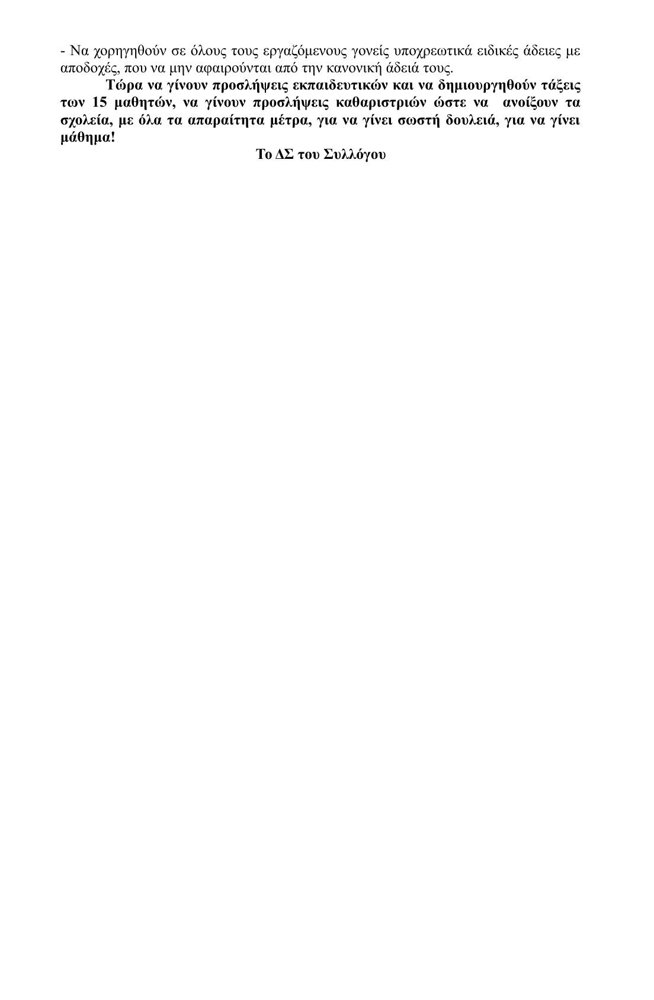 - Να χορηγηθούν σε όλους τους εργαζόμενους γονείς υποχρεωτικά ειδικές άδειες με
αποδοχές, που να μην αφαιρούνται από την κανονική άδειά τους.
Τώρα να γίνουν προσλήψεις εκπαιδευτικών και να δημιουργηθούν τάξεις
των 15 μαθητών, να γίνουν προσλήψεις καθαριστριών ώστε να  ανοίξουν τα
σχολεία, με όλα τα απαραίτητα μέτρα, για να γίνει σωστή δουλειά, για να γίνει
μάθημα!
Το ΔΣ του Συλλόγου